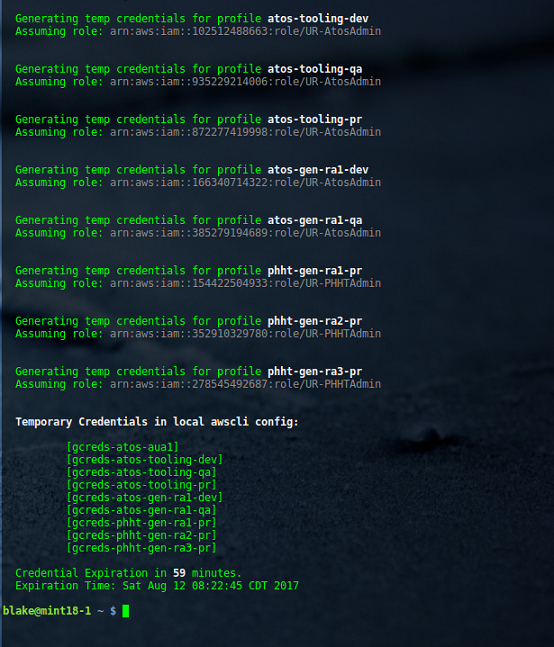 Generating temp credentials for profile atos-tooling-dev
Assuming role: arn:aws:iam::102512488663:role/UR-AtosAdmin
Generating temp credentials for profile atos-tooling-qa
Assuming role: arn:aws:iam::935229214006:role/UR-AtosAdmin
Generating temp credentials for profile atos-tooling-pr
Assuming role: arn:aws:iam::872277419998:role/UR-AtosAdmin
Generating temp credentials for profile atos-gen-ra1-dev
Assuming role: arn:aws:iam::166340714322:role/UR-AtosAdmin
Generating temp credentials for profile atos-gen-ra1-qa
Assuming role: arn:aws:iam::385279194689:role/UR-AtosAdmin
Generating temp credentials for profile phht-gen-ra1-pr
Assuming role: arn:aws:iam::154422504933:role/UR-PHHTAdmin
Generating temp credentials for profile phht-gen-ra2-pr
Assuming role: arn:aws:iam::352910329780:role/UR-PHHTAdmin
Generating temp credentials for profile phht-gen-ra3-pr
Assuming role: arn:aws:iam::278545492687:role/UR-PHHTAdmin
Temporary Credentials in local awscli config:
[gcreds-atos-aua1]
[gcreds-atos-tooling-dev]
[gcreds-atos-tooling-qa]
[gcreds-atos-tooling-pr]
[gcreds-atos-gen-ra1-dev]
[gcreds-atos-gen-ra1-qa]
[gcreds-phht-gen-ra1-pr]
[gcreds-phht-gen-ra2-pr]
[gcreds-phht-gen-ra3-pr]
Credential Expiration in 59 minutes.
Expiration Time: Sat Aug 12 08:22:45 CDT 2017
blake@mint18-1 ~ $